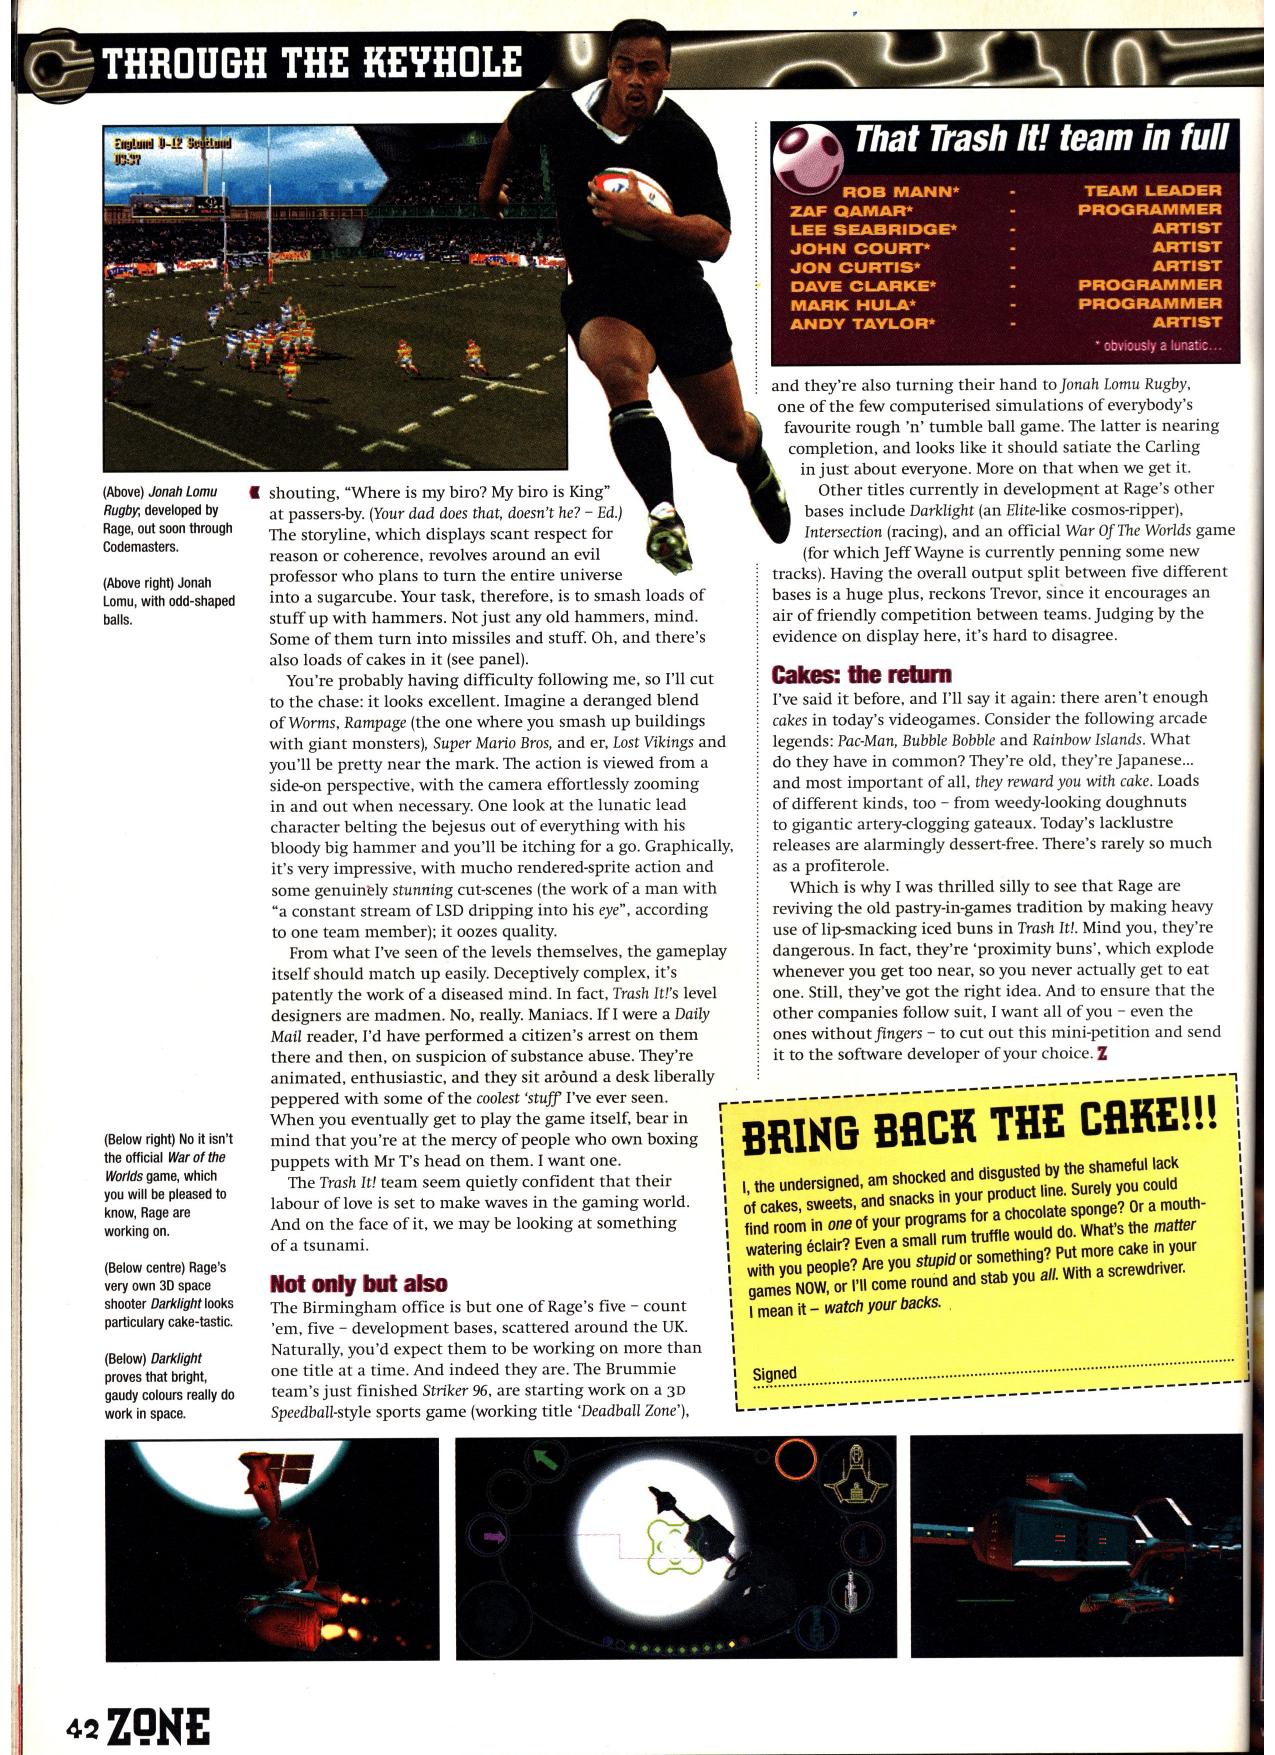 THROUGH THE KEYHOLE
England 0-12 Scotland
03:37
(Above) Jonah Lomu
Rugby; developed by
Rage, out soon through
Codemasters.
(Above right) Jonah
Lomu, with odd-shaped
balls.
(Below right) No it isn't
the official War of the
Worlds game, which
you will be pleased to
know, Rage are
working on.
(Below centre) Rage's
very own 3D space
shooter Darklight looks
particulary cake-tastic.
(Below) Darklight
proves that bright,
gaudy colours really do
work in space.
shouting, “Where is my biro? My biro is King”
at passers-by. (Your dad does that, doesn't he? – Ed.)
The storyline, which displays scant respect for
reason or coherence, revolves around an evil
professor who plans to turn the entire universe
into a sugarcube. Your task, therefore, is to smash loads of
stuff up with hammers. Not just any old hammers, mind.
Some of them turn into missiles and stuff. Oh, and there's
also loads of cakes in it (see panel).
You're probably having difficulty following me, so I'll cut
to the chase: it looks excellent. Imagine a deranged blend
of Worms, Rampage (the one where you smash up buildings
with giant monsters), Super Mario Bros, and er, Lost Vikings and
you'll be pretty near the mark. The action is viewed from a
side-on perspective, with the camera effortlessly zooming
in and out when necessary. One look at the lunatic lead
character belting the bejesus out of everything with his
bloody big hammer and you'll be itching for a go. Graphically,
it's very impressive, with mucho rendered-sprite action and
some genuinely stunning cut-scenes (the work of a man with
“a constant stream of LSD dripping into his eye”, according
to one team member); it oozes quality.
From what I've seen of the levels themselves, the gameplay
itself should match up easily. Deceptively complex, it's
patently the work of a diseased mind. In fact, Trash It!'s level
designers are madmen. No, really. Maniacs. If I were a Daily
Mail reader, I'd have performed a citizen's arrest on them
there and then, on suspicion of substance abuse. They're
animated, enthusiastic, and they sit around a desk liberally
peppered with some of the coolest ‘stuff’ I've ever seen.
When you eventually get to play the game itself, bear in
mind that you're at the mercy of people who own boxing
puppets with Mr T's head on them. I want one.
The Trash It! team seem quietly confident that their
labour of love is set to make waves in the gaming world.
And on the face of it, we may be looking at something
of a tsunami.
Not only but also
The Birmingham office is but one of Rage's five – count
'em, five – development bases, scattered around the UK.
Naturally, you'd expect them to be working on more than
one title at a time. And indeed they are. The Brummie
team's just finished Striker 96, are starting work on a 3D
Speedball-style sports game (working title ‘Deadball Zone’),
That Trash It! team in full
ROB MANN* - TEAM LEADER
ZAF QAMAR* - PROGRAMMER
LEE SEABRIDGE* - ARTIST
JOHN COURT* - ARTIST
JON CURTIS* - ARTIST
DAVE CLARKE* - PROGRAMMER
MARK HULA* - PROGRAMMER
ANDY TAYLOR* - ARTIST
* obviously a lunatic...
and they're also turning their hand to Jonah Lomu Rugby,
one of the few computerised simulations of everybody's
favourite rough 'n' tumble ball game. The latter is nearing
completion, and looks like it should satiate the Carling
in just about everyone. More on that when we get it.
Other titles currently in development at Rage's other
bases include Darklight (an Elite-like cosmos-ripper),
Intersection (racing), and an official War Of The Worlds game
(for which Jeff Wayne is currently penning some new
tracks). Having the overall output split between five different
bases is a huge plus, reckons Trevor, since it encourages an
air of friendly competition between teams. Judging by the
evidence on display here, it's hard to disagree.
Cakes: the return
I've said it before, and I'll say it again: there aren't enough
cakes in today's videogames. Consider the following arcade
legends: Pac-Man, Bubble Bobble and Rainbow Islands. What
do they have in common? They're old, they're Japanese...
and most important of all, they reward you with cake. Loads
of different kinds, too – from weedy-looking doughnuts
to gigantic artery-clogging gateaux. Today's lacklustre
releases are alarmingly dessert-free. There's rarely so much
as a profiterole.
Which is why I was thrilled silly to see that Rage are
reviving the old pastry-in-games tradition by making heavy
use of lip-smacking iced buns in Trash It!. Mind you, they're
dangerous. In fact, they're ‘proximity buns’, which explode
whenever you get too near, so you never actually get to eat
one. Still, they've got the right idea. And to ensure that the
other companies follow suit, I want all of you – even the
ones without fingers – to cut out this mini-petition and send
it to the software developer of your choice. Z
BRING BACK THE CAKE!!!
I, the undersigned, am shocked and disgusted by the shameful lack
of cakes, sweets, and snacks in your product line. Surely you could
find room in one of your programs for a chocolate sponge? Or a mouth-
watering éclair? Even a small rum truffle would do. What's the matter
with you people? Are you stupid or something? Put more cake in your
games NOW, or I'll come round and stab you all. With a screwdriver.
I mean it – watch your backs.
Signed
42 ZONE